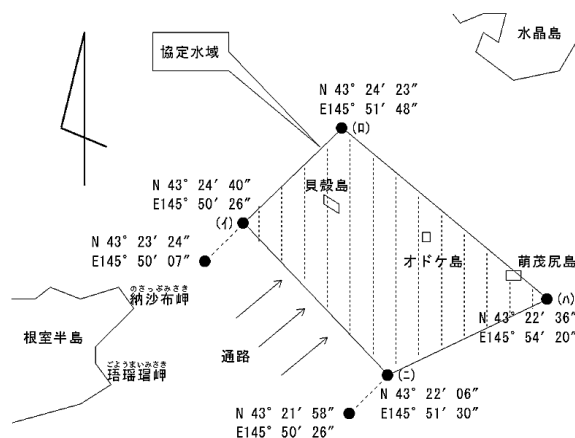 水晶島
協定水域
N 43° 24′ 23″
E145° 51′ 48″
(ロ)
N 43° 24′ 40″
E145° 50′ 26″
(イ)
貝殻島
N 43° 23′ 24″
E145° 50′ 07″
オドケ島
萌茂尻島
(ハ)
のさっぷみさき
納沙布岬
N 43° 22′ 36″
E145° 54′ 20″
根室半島
通路
ごようまいみさき
珸瑶瑁岬
(ニ)
N 43° 22′ 06″
E145° 51′ 30″
N 43° 21′ 58″
E145° 50′ 26″